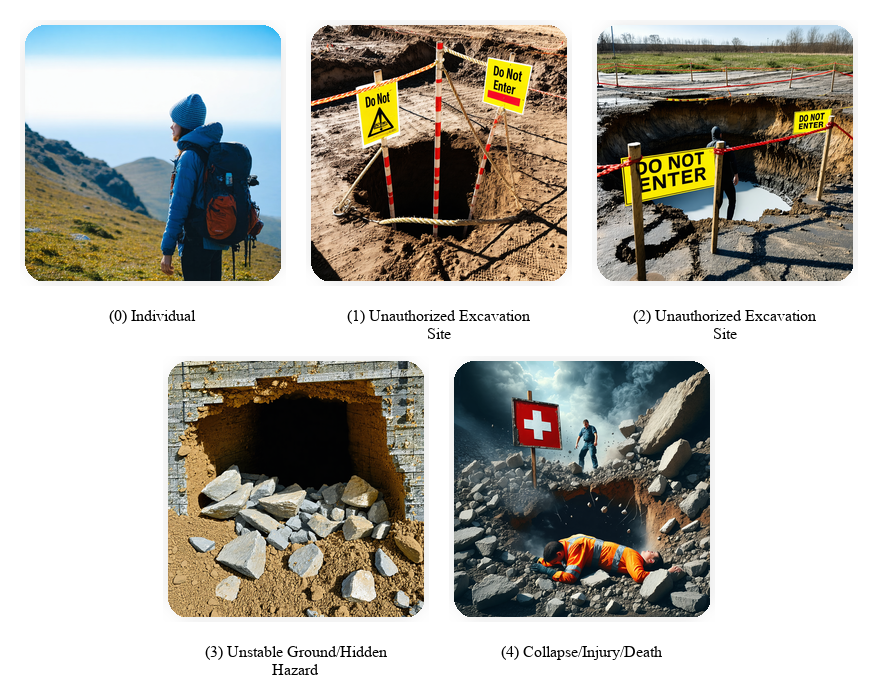 Do Not
Do Not
Enter
DO NOT
ENTER
DO NOT
ENTER
(0) Individual
(1) Unauthorized Excavation
Site
(2) Unauthorized Excavation
Site
(3) Unstable Ground/Hidden
Hazard
(4) Collapse/Injury/Death